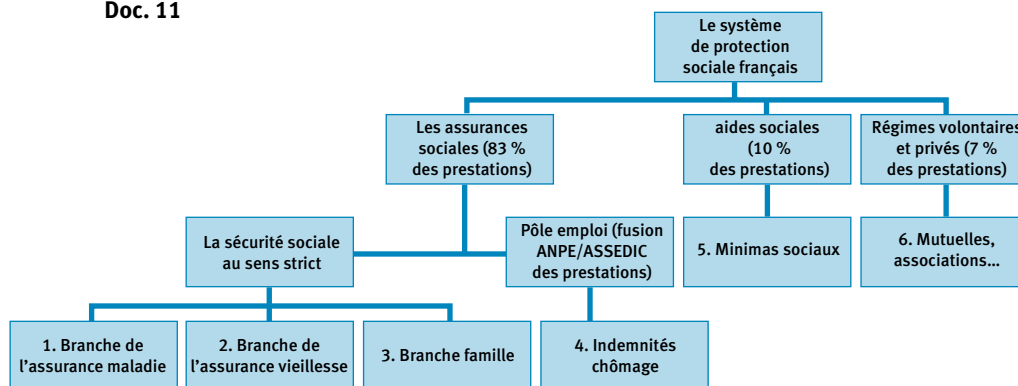 Doc. 11
Le système
de protection
sociale français
Les assurances
sociales (83 %
des prestations)
aides sociales
(10 %
des prestations)
Régimes volontaires
et privés (7 %
des prestations)
La sécurité sociale
au sens strict
Pôle emploi (fusion
ANPE/ASSEDIC
des prestations)
5. Minimas sociaux
6. Mutuelles,
associations...
1. Branche de
l'assurance maladie
2. Branche de
l'assurance vieillesse
3. Branche famille
4. Indemnités
chômage